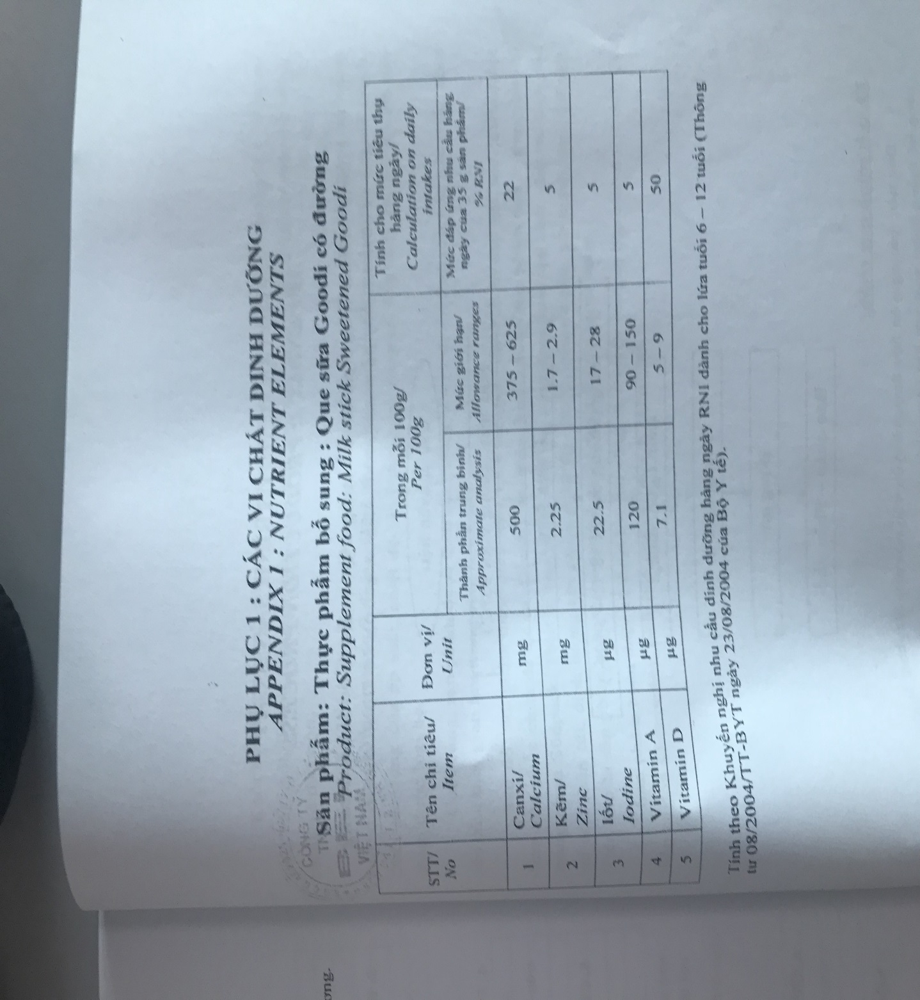 PHỤ LỤC 1 : CÁC VI CHẤT DINH DƯỠNG
APPENDIX 1 : NUTRIENT ELEMENTS
Sản phẩm: Thực phẩm bổ sung : Que sữa Goodi có đường
Product: Supplement food: Milk stick Sweetened Goodi
CÔNG TY
VIỆT NAM
STT/
No
Tên chỉ tiêu/
Item
Đơn vị/
Unit
Trong mỗi 100g/
Per 100g
Tính cho mức tiêu thụ
hàng ngày/
Calculation on daily
intakes
Thành phần trung bình/
Approximate analysis
Mức giới hạn/
Allowance ranges
Mức đáp ứng nhu cầu hàng
ngày của 35 g sản phẩm/
% RNI
1 Canxi/ mg 500 375 – 625 22
Calcium
2 Kẽm/ mg 2.25 1.7 – 2.9 5
Zinc
3 Iốt/ µg 22.5 17 – 28 5
Iodine
4 Vitamin A µg 120 90 – 150 5
5 Vitamin D µg 7.1 5 – 9 50
Tính theo Khuyến nghị nhu cầu dinh dưỡng hàng ngày RNI dành cho lứa tuổi 6 – 12 tuổi (Thông
tư 08/2004/TT-BYT ngày 23/08/2004 của Bộ Y tế).